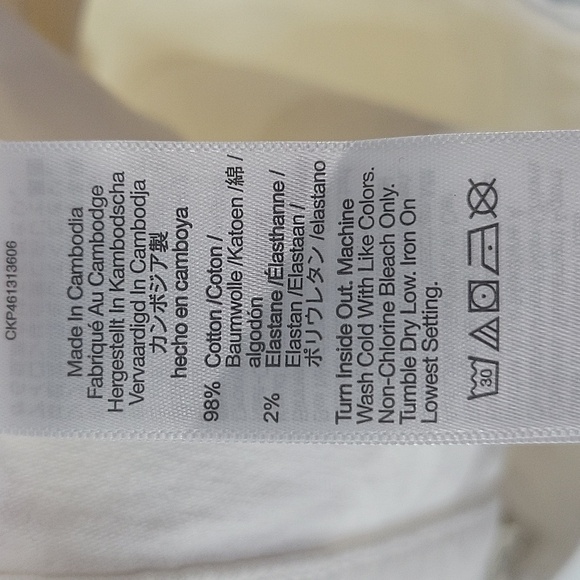 CKP461313606
Made In Cambodia
Fabriqué Au Cambodge
Hergestellt In Kambodscha
Vervaardigd In Cambodja
カンボジア製
hecho en camboya
98% Cotton /Coton /
Baumwolle /Katoen /綿 /
algodón
2% Elastane /Élasthanne /
Elastan /Elastaan /
ポリウレタン /elastano
Turn Inside Out. Machine
Wash Cold With Like Colors.
Non-Chlorine Bleach Only.
Tumble Dry Low. Iron On
Lowest Setting.
30